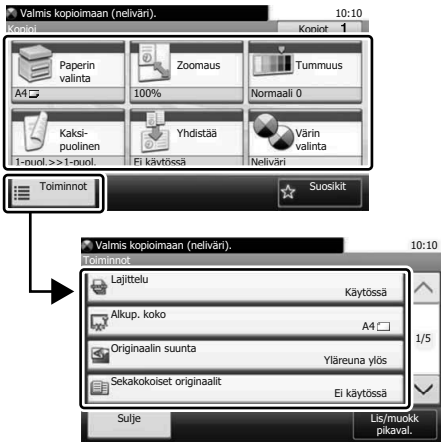 Valmis kopioimaan (neliväri). 10:10
Kopioi Kopiot 1
Paperin valinta
A4
Zoomaus
100%
Tummuus
Normaali 0
Kaksi-
puolinen
1-puol.>>1-puol.
Yhdistää
Ei käytössä
Värin
valinta
Neliväri
Toiminnot
Suosikit
Valmis kopioimaan (neliväri). 10:10
Toiminnot
Lajittelu
Käytössä
Alkup. koko
A4
Originaalin suunta
Yläreuna ylös
Sekakokoiset originaalit
Ei käytössä
1/5
Sulje
Lis/muokk
pikaval.